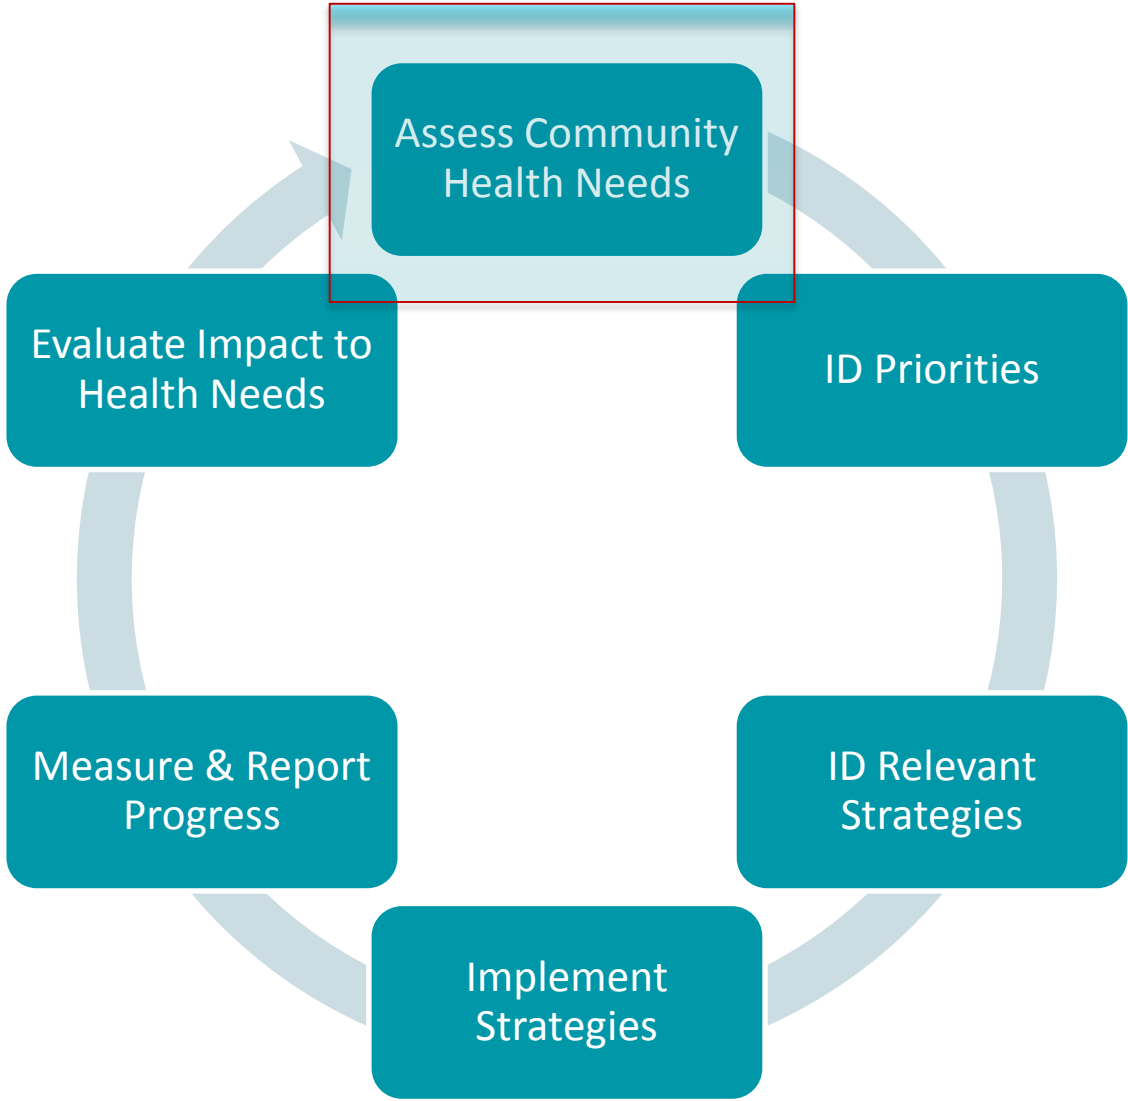 Assess Community
Health Needs
ID Priorities
ID Relevant
Strategies
Implement
Strategies
Measure & Report
Progress
Evaluate Impact to
Health Needs